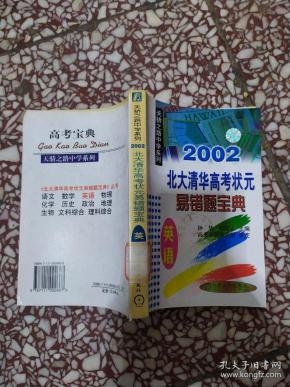 高考宝典
Gao Kao Bao Dian
天骄之路中学系列
《北大清华高考状元易错题宝典》丛书
语文 数学 英语 物理
化学 历史 政治 地理
生物 文科综合 理科综合
天骄之路中学系列
2002
北大清华高考状元易错题宝典
英
天骄之路中学系列
HAWAII
2002
北大清华高考状元
易错题宝典
英语
孔夫子旧书网